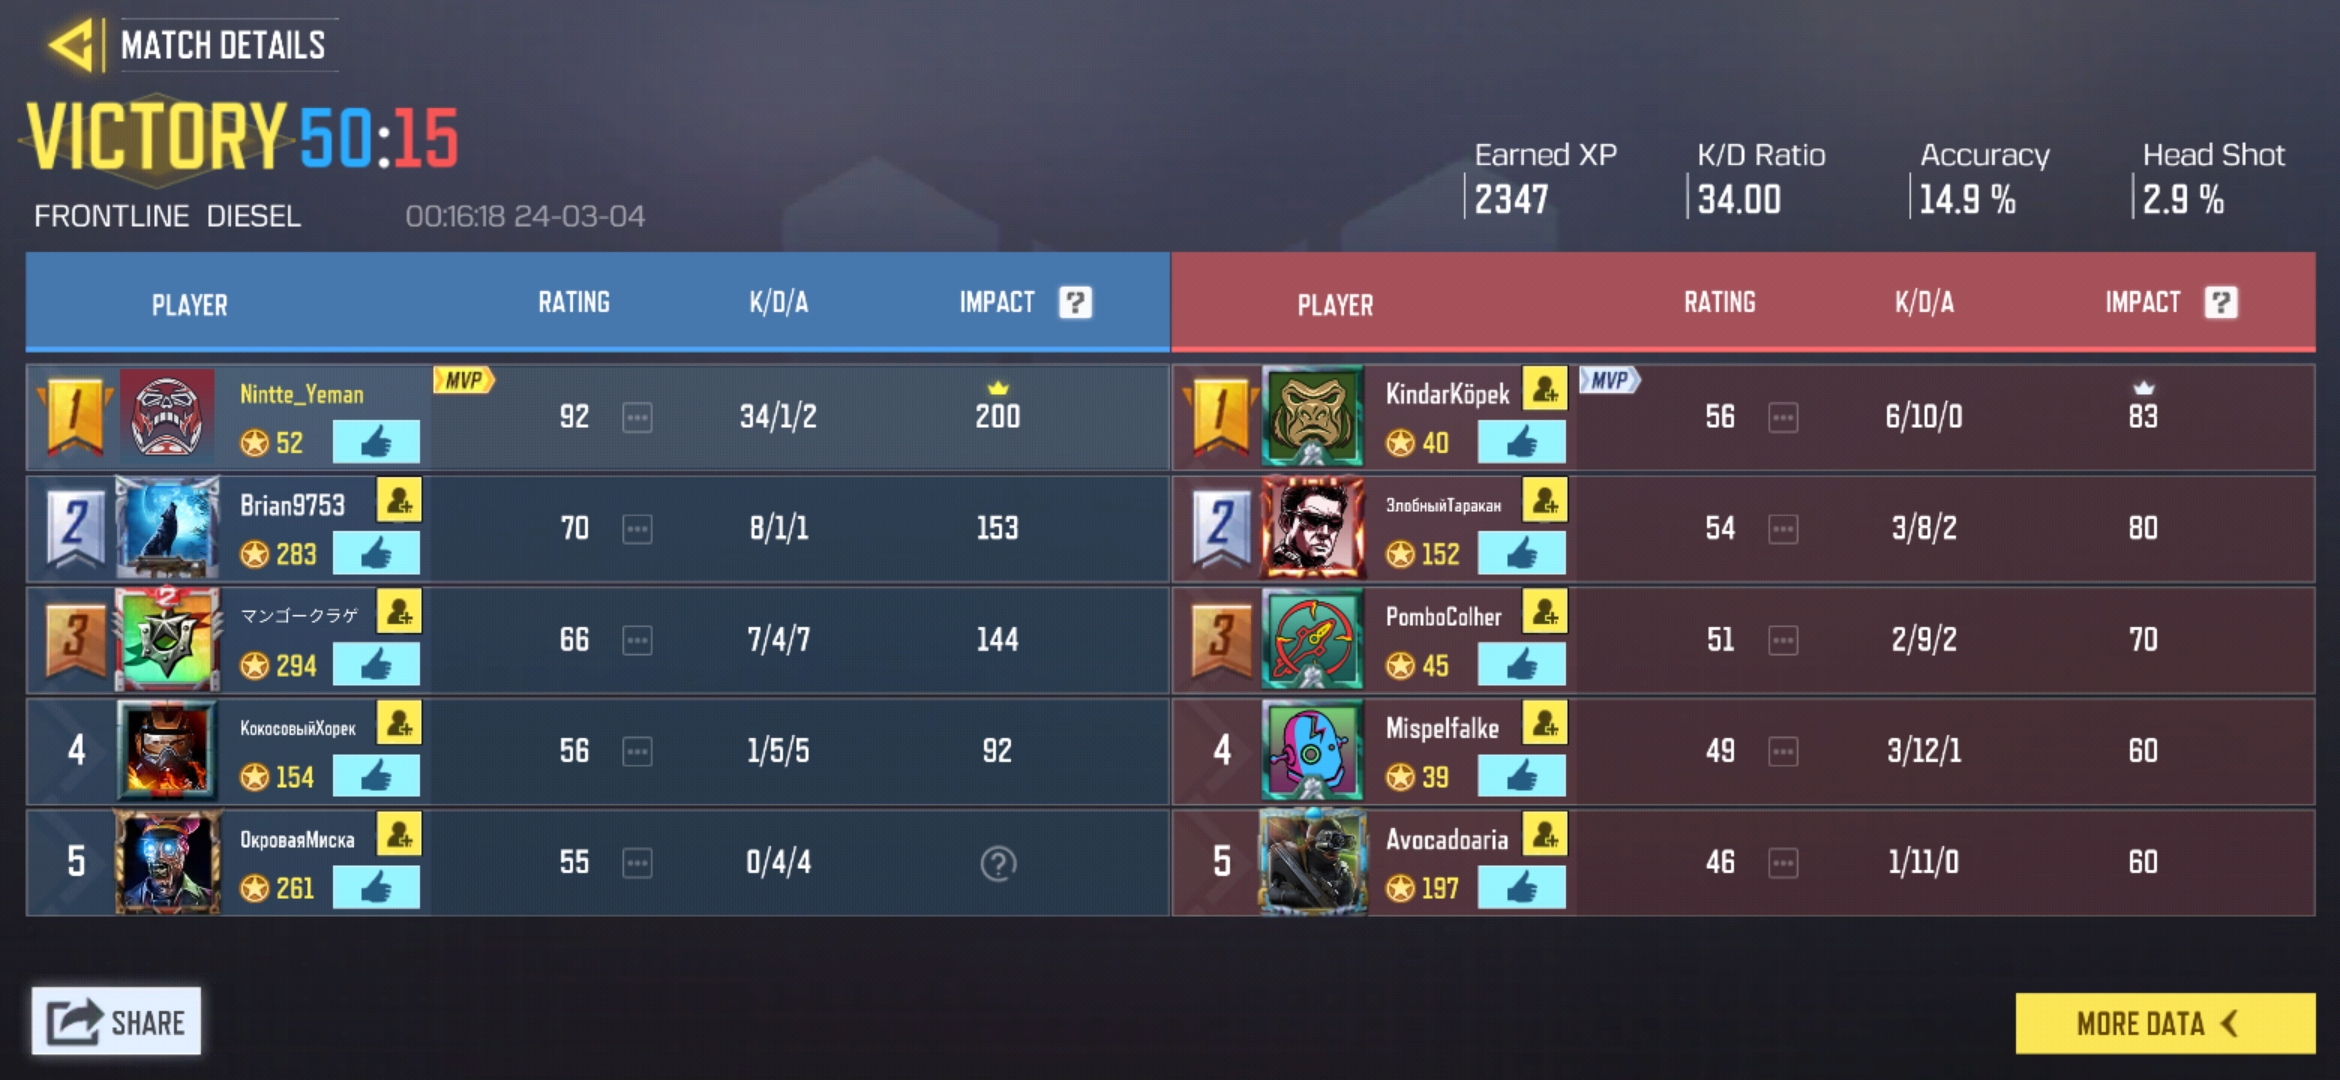 MATCH DETAILS
VICTORY 50:15
FRONTLINE DIESEL 00:16:18 24-03-04
Earned XP K/D Ratio Accuracy Head Shot
2347 34.00 14.9 % 2.9 %
PLAYER RATING K/D/A IMPACT ? PLAYER RATING K/D/A IMPACT ?
1 Nintte_Yeman MVP 52 92 34/1/2 200
1 KindarKöpek MVP 40 56 6/10/0 83
2 Brian9753 283 70 8/1/1 153
2 ЗлобныйТаракан 152 54 3/8/2 80
3 2 マンゴークラゲ 294 66 7/4/7 144
3 PomboColher 45 51 2/9/2 70
4 КокосовыйХорек 154 56 1/5/5 92
4 Mispelfalke 39 49 3/12/1 60
5 ОкроваяМиска 261 55 0/4/4 ?
5 Avocadoaria 197 46 1/11/0 60
SHARE
MORE DATA